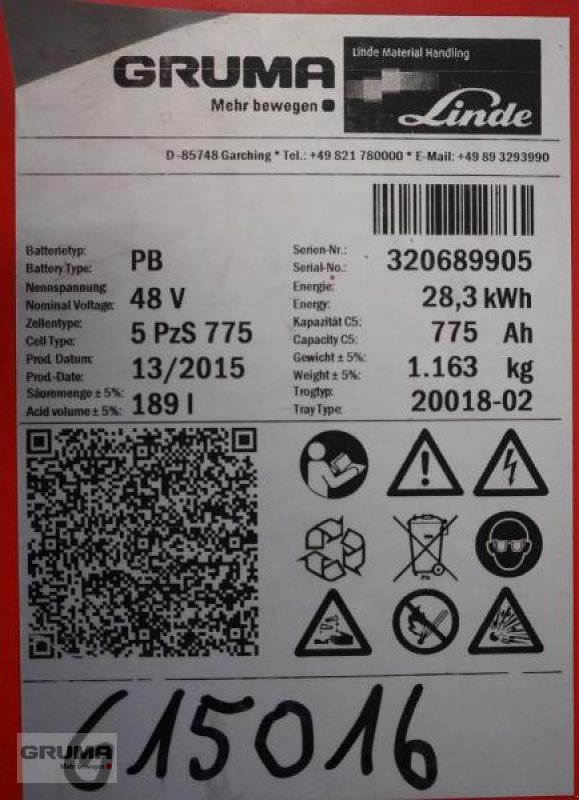 GRUMA
Mehr bewegen
Linde Material Handling
Linde
D-85748 Garching * Tel.: +49 821 780000 * E-Mail: +49 89 3293990
Batterietyp:
Battery Type: PB
Serien-Nr.:
Serial-No.: 320689905
Nennspannung:
Nominal Voltage: 48 V
Energie:
Energy: 28,3 kWh
Zellentype:
Cell Type: 5 PzS 775
Kapazität C5:
Capacity C5: 775 Ah
Prod. Datum:
Prod.-Date: 13/2015
Gewicht ± 5%:
Weight ± 5%: 1.163 kg
Säuremenge ± 5%:
Acid volume ± 5%: 189 l
Trogtyp:
Tray Type: 20018-02
Pb
615016
GRUMA
Mehr bewegen